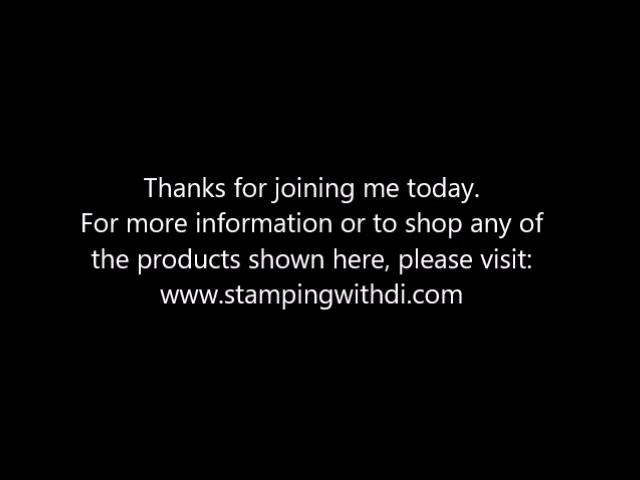 Thanks for joining me today.
For more information or to shop any of
the products shown here, please visit:
www.stampingwithdi.com